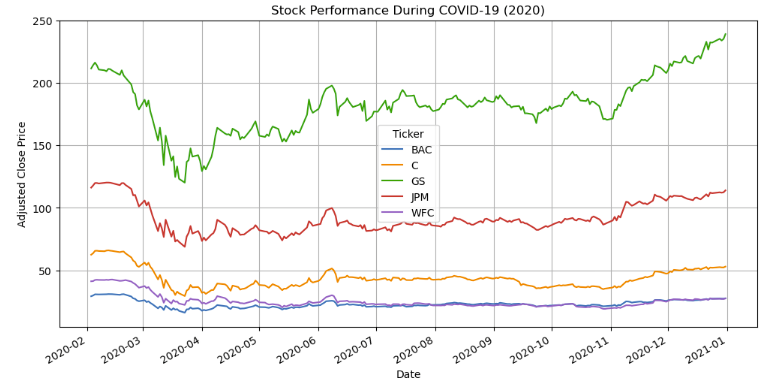 Stock Performance During COVID-19 (2020)
250
200
150
100
50
Adjusted Close Price
Ticker
BAC
C
GS
JPM
WFC
2020-02
2020-03
2020-04
2020-05
2020-06
2020-07
2020-08
2020-09
2020-10
2020-11
2020-12
2021-01
Date